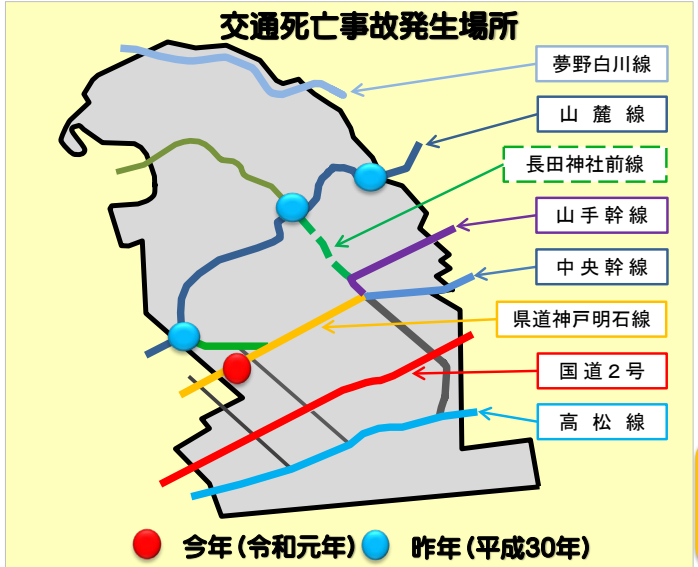 交通死亡事故発生場所
夢野白川線
山麓線
長田神社前線
山手幹線
中央幹線
県道神戸明石線
国道2号
高松線
今年(令和元年) 昨年(平成30年)